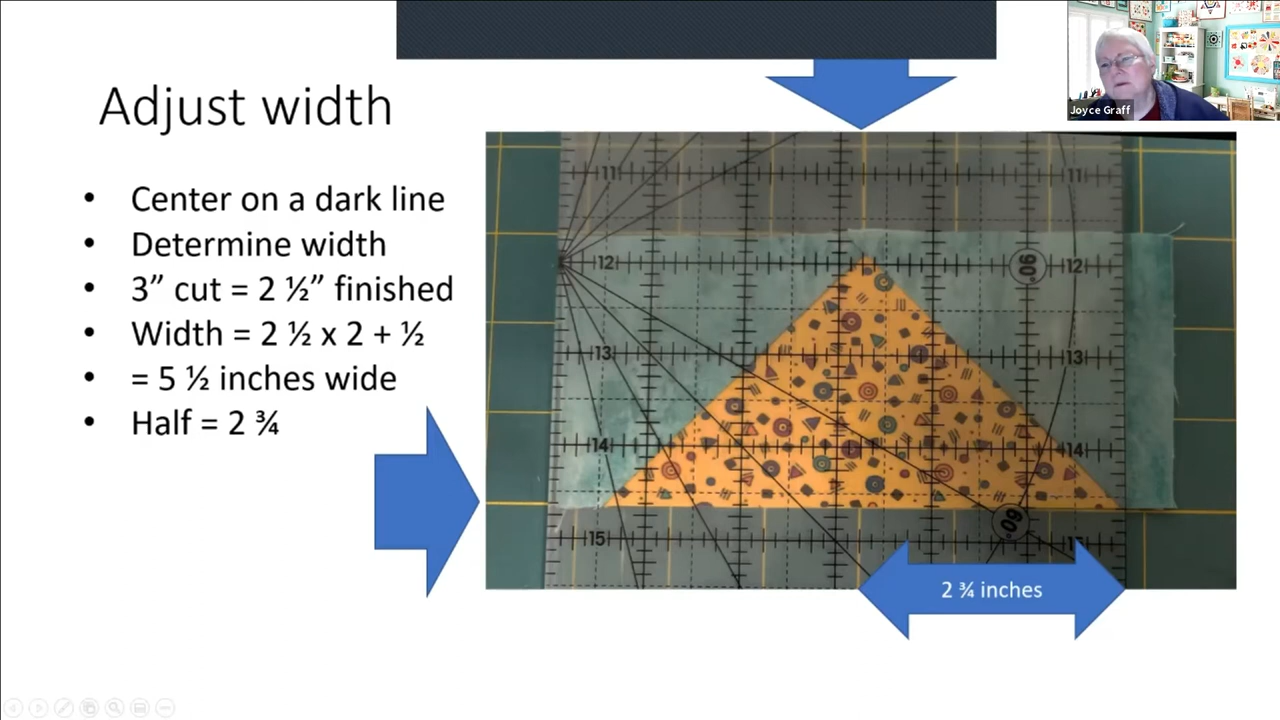 Joyce Graff
Adjust width
• Center on a dark line
• Determine width
• 3” cut = 2 ½” finished
• Width = 2 ½ x 2 + ½
• = 5 ½ inches wide
• Half = 2 ¾
11 11
12 90° 12
13 13
14 14
60°
15
2 ¾ inches